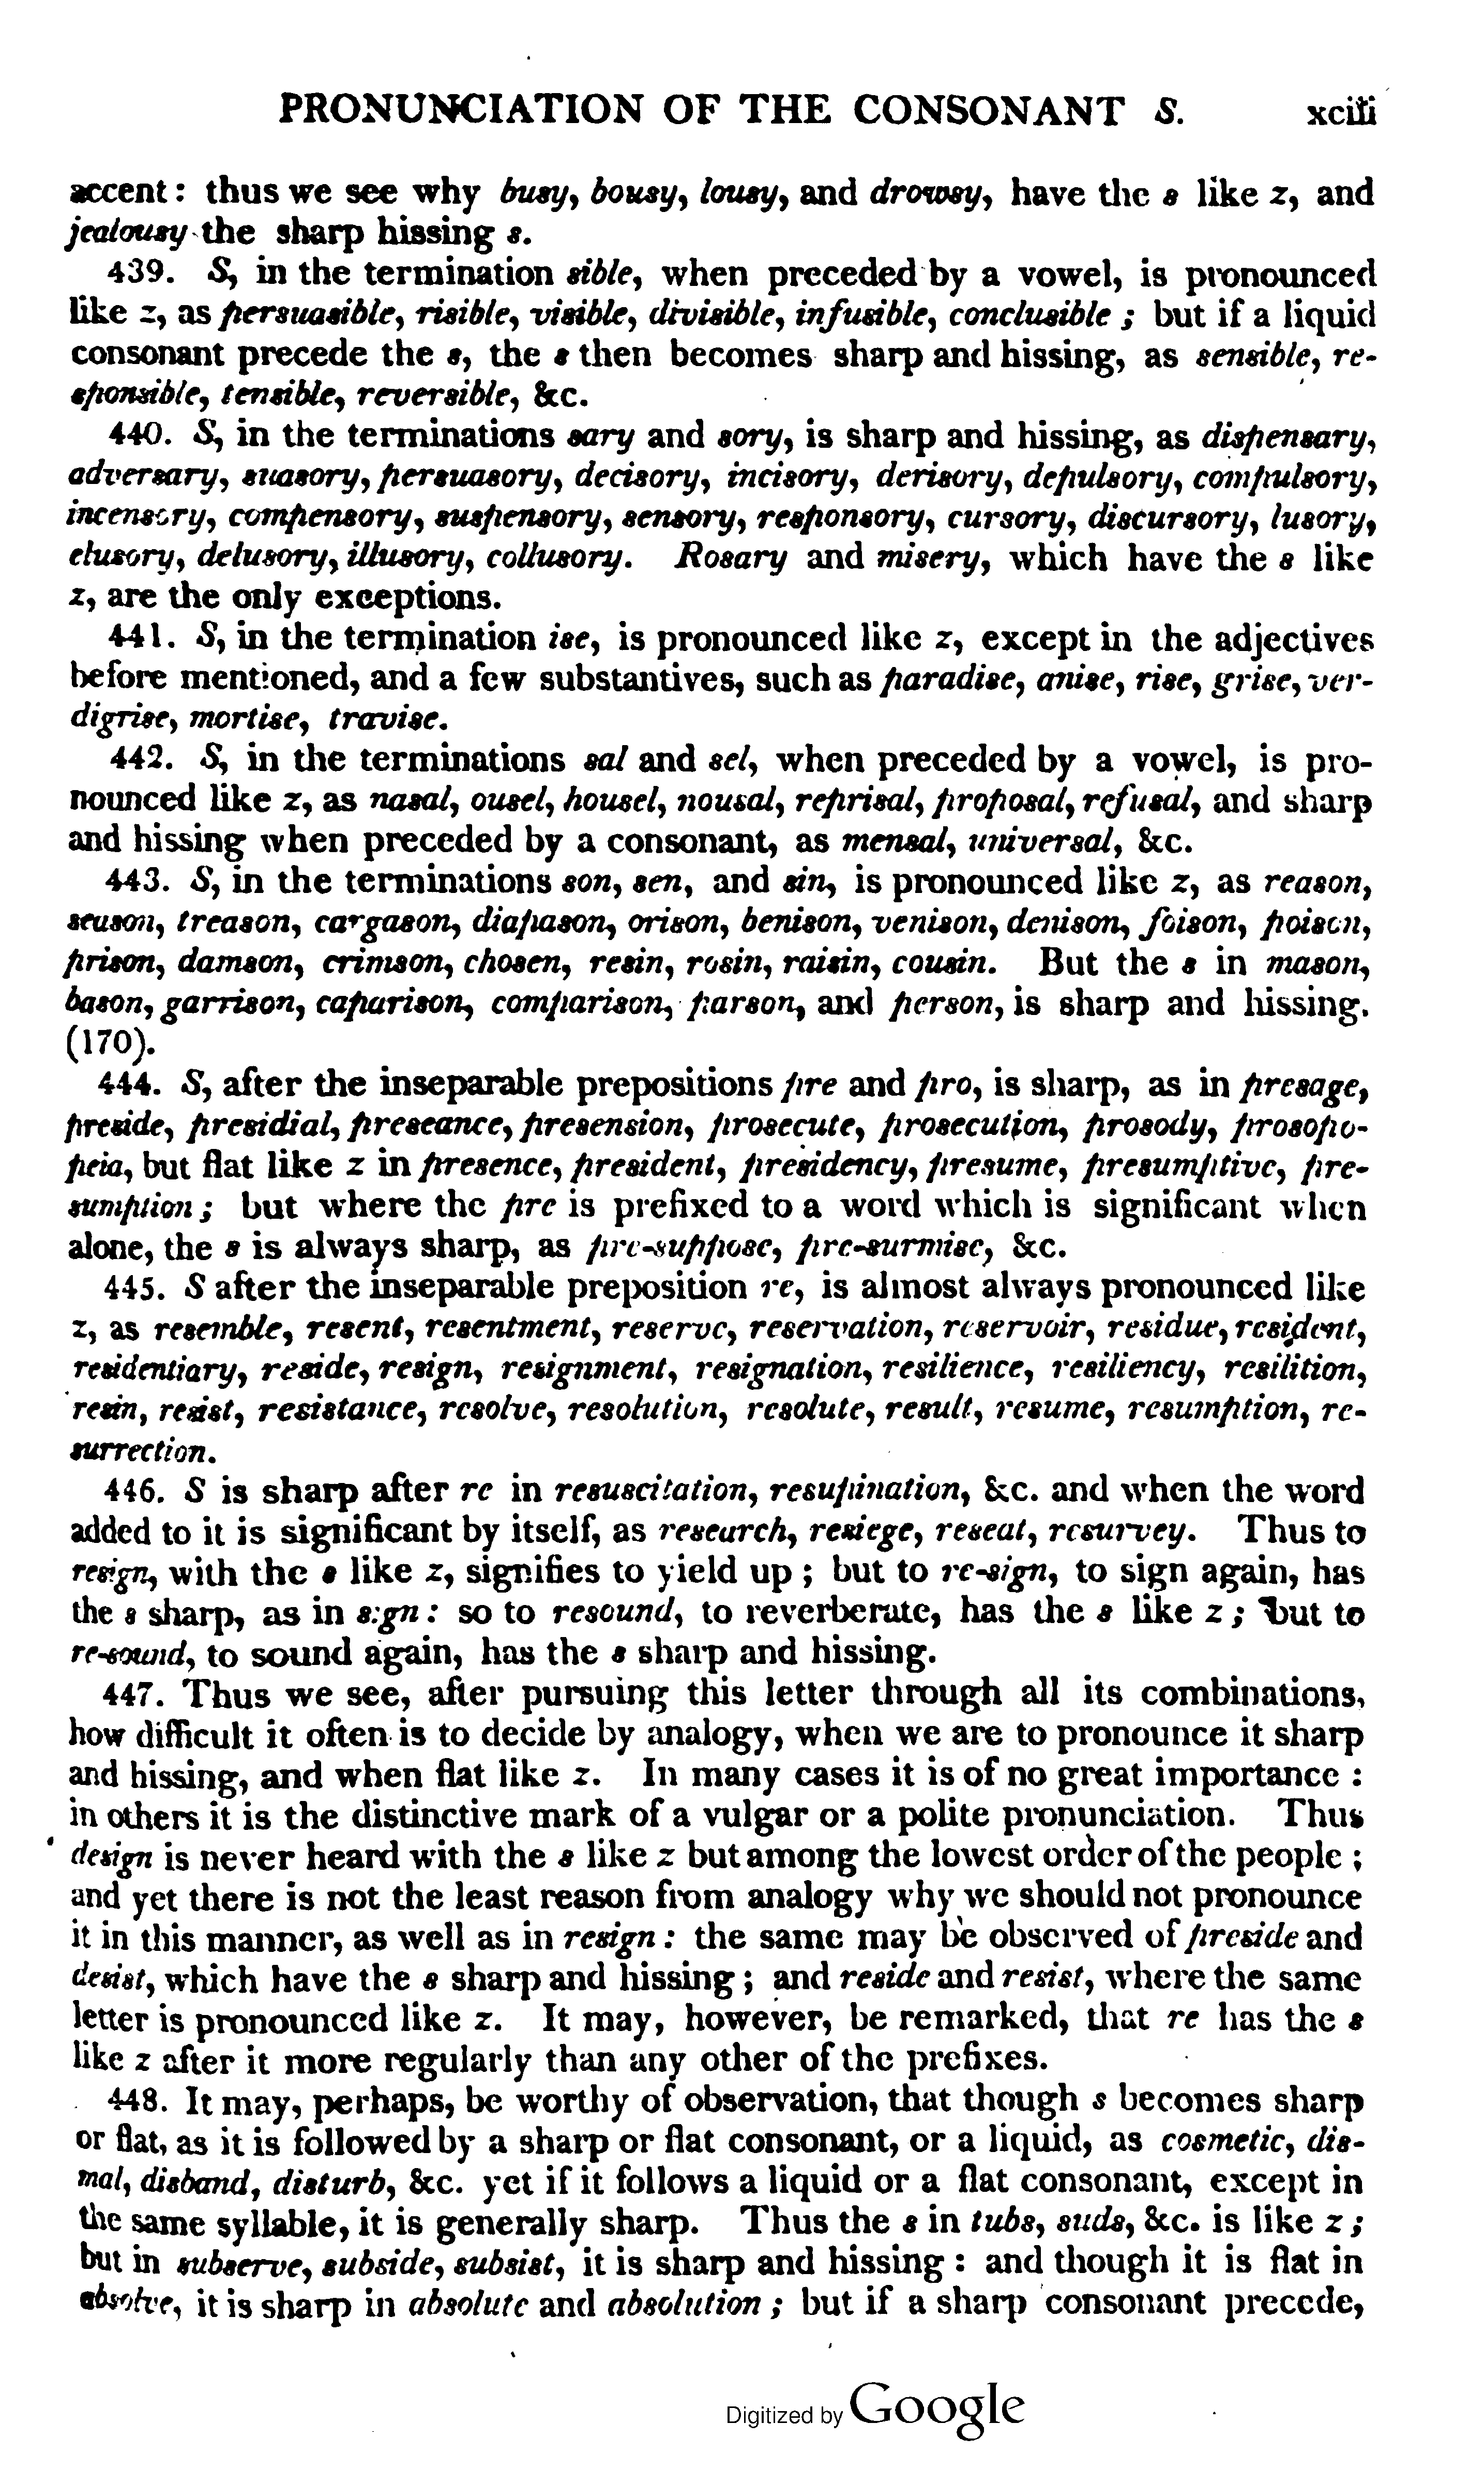 PRONUNCIATION OF THE CONSONANT S. xciii
accent: thus we see why busy, bousy, lousy, and drowsy, have the s like z, and
jealousy the sharp hissing s.
439. S, in the termination sible, when preceded by a vowel, is pronounced
like z, as persuasible, risible, visible, divisible, infusible, conclusible; but if a liquid
consonant precede the s, the s then becomes sharp and hissing, as sensible, re-
sponsible, tensible, reversible, &c.
440. S, in the terminations sary and sory, is sharp and hissing, as dispensary,
adversary, suasory, persuasory, decisory, incisory, derisory, depulsory, compulsory,
incensory, compensory, suspensory, sensory, responsory, cursory, discursory, lusory,
elusory, delusory, illusory, collusory. Rosary and misery, which have the s like
z, are the only exceptions.
441. S, in the termination ise, is pronounced like z, except in the adjectives
before mentioned, and a few substantives, such as paradise, anise, rise, grise, ver-
digrise, mortise, travise.
442. S, in the terminations sal and sel, when preceded by a vowel, is pro-
nounced like z, as nasal, ousel, housel, nousal, reprisal, proposal, refusal, and sharp
and hissing when preceded by a consonant, as mensal, universal, &c.
443. S, in the terminations son, sen, and sin, is pronounced like z, as reason,
season, treason, cargason, diapason, orison, benison, venison, denison, foison, poison,
prison, damson, crimson, chosen, resin, rosin, raisin, cousin. But the s in mason,
bason, garrison, caparison, comparison, parson, and person, is sharp and hissing.
(170).
444. S, after the inseparable prepositions pre and pro, is sharp, as in presage,
preside, presidial, preseance, presension, prosecute, prosecution, prosody, prosopo-
peia, but flat like z in presence, president, presidency, presume, presumptive, pre-
sumption; but where the pre is prefixed to a word which is significant when
alone, the s is always sharp, as pre-suppose, pre-surmise, &c.
445. S after the inseparable preposition re, is almost always pronounced like
z, as resemble, resent, resentment, reserve, reservation, reservoir, residue, resident,
residentiary, reside, resign, resignment, resignation, resilience, resiliency, resilition,
resin, resist, resistance, resolve, resolution, resolute, result, resume, resumption, re-
surrection.
446. S is sharp after re in resuscitation, resupination, &c. and when the word
added to it is significant by itself, as research, resiege, reseat, resurvey. Thus to
resign, with the s like z, signifies to yield up; but to re-sign, to sign again, has
the s sharp, as in sign: so to resound, to reverberate, has the s like z; but to
re-sound, to sound again, has the s sharp and hissing.
447. Thus we see, after pursuing this letter through all its combinations,
how difficult it often is to decide by analogy, when we are to pronounce it sharp
and hissing, and when flat like z. In many cases it is of no great importance:
in others it is the distinctive mark of a vulgar or a polite pronunciation. Thus
design is never heard with the s like z but among the lowest order of the people;
and yet there is not the least reason from analogy why we should not pronounce
it in this manner, as well as in resign: the same may be observed of preside and
desist, which have the s sharp and hissing; and reside and resist, where the same
letter is pronounced like z. It may, however, be remarked, that re has the s
like z after it more regularly than any other of the prefixes.
448. It may, perhaps, be worthy of observation, that though s becomes sharp
or flat, as it is followed by a sharp or flat consonant, or a liquid, as cosmetic, dis-
mal, disband, disturb, &c. yet if it follows a liquid or a flat consonant, except in
the same syllable, it is generally sharp. Thus the s in tubs, suds, &c. is like z;
but in subserve, subside, subsist, it is sharp and hissing: and though it is flat in
absolve, it is sharp in absolute and absolution; but if a sharp consonant precede,
Digitized by Google